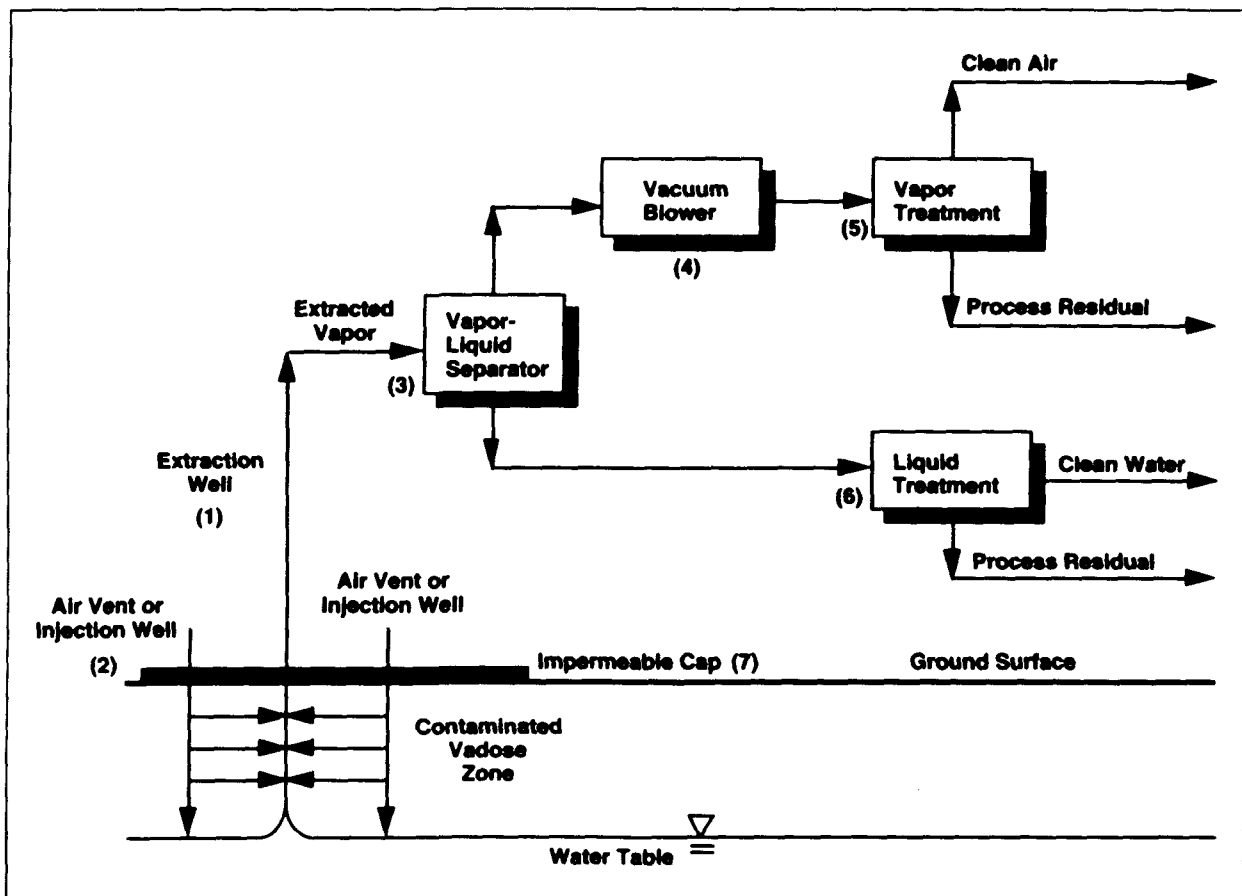 Clean Air
Vacuum
Blower
(4)
Vapor
Treatment
(5)
Process Residual
Extracted
Vapor
Vapor-
Liquid
Separator
(3)
Extraction
Well
(1)
Liquid
Treatment
(6)
Clean Water
Process Residual
Air Vent or
Injection Well
(2)
Air Vent or
Injection Well
Impermeable Cap (7)
Ground Surface
Contaminated
Vadose
Zone
Water Table